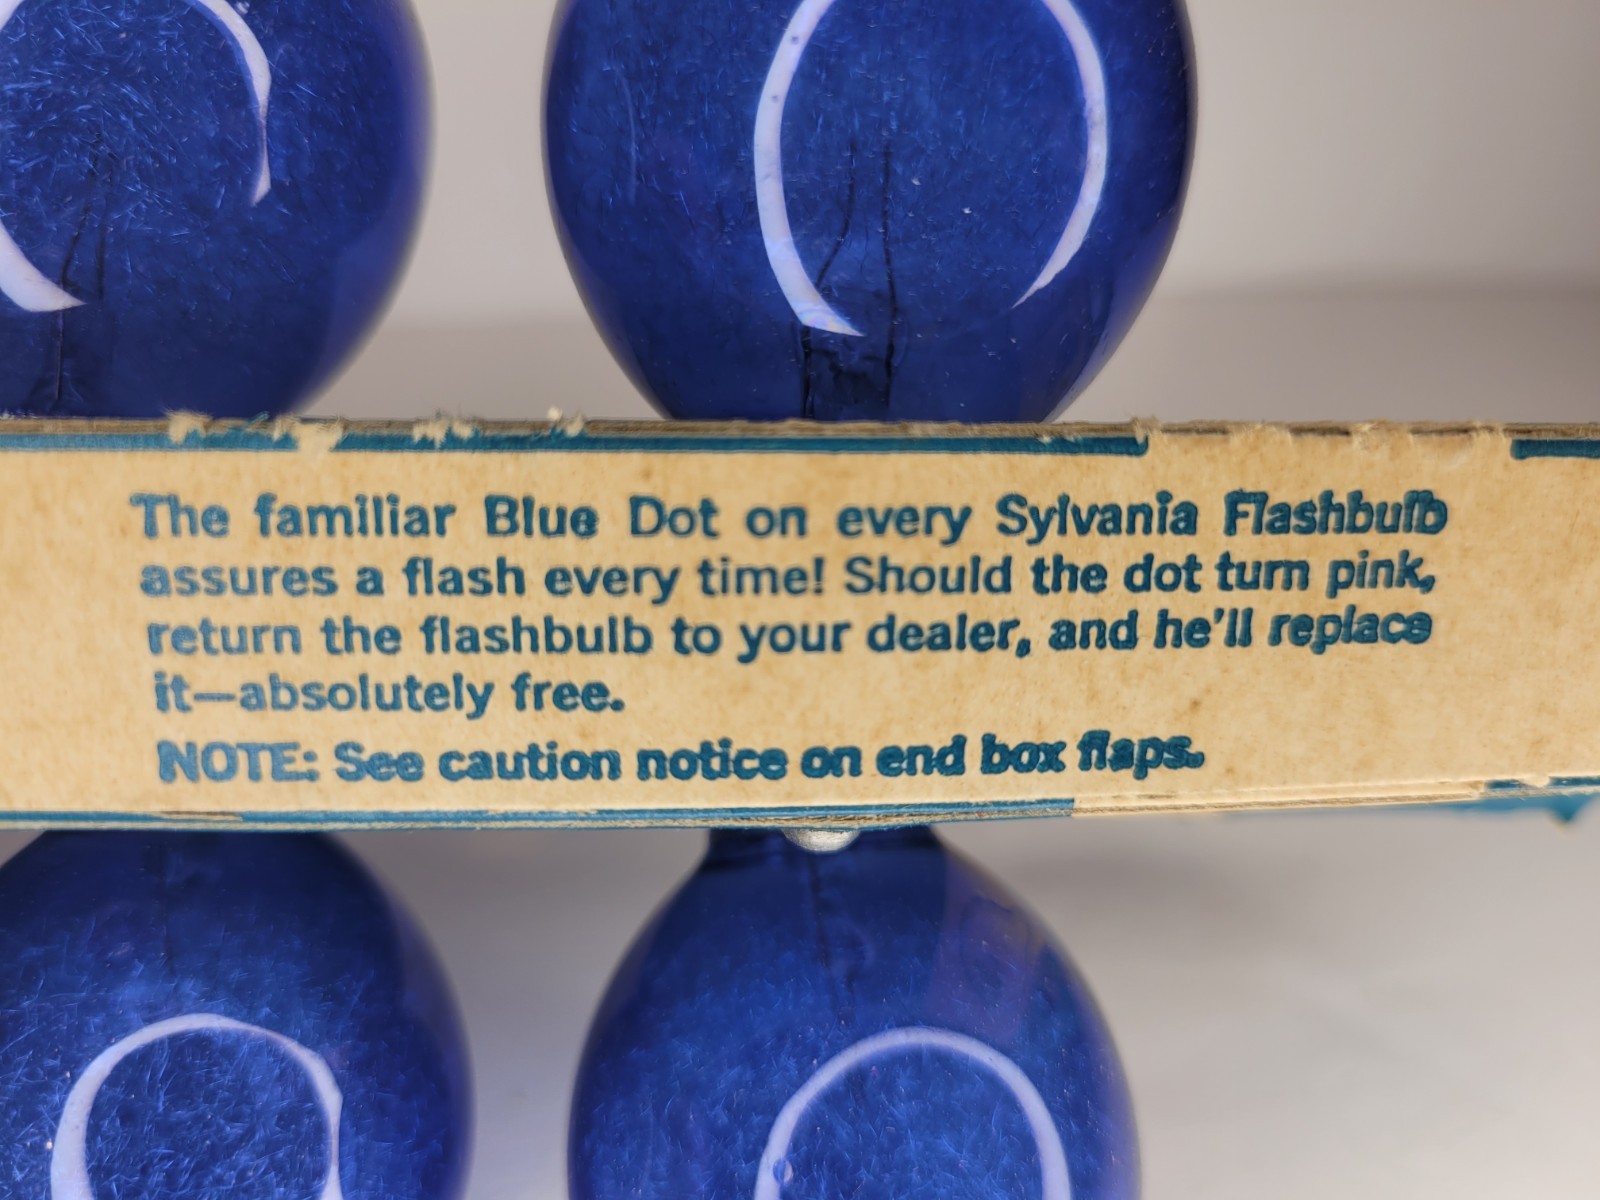 The familiar Blue Dot on every Sylvania Flashbulb
assures a flash every time! Should the dot turn pink,
return the flashbulb to your dealer, and he'll replace
it—absolutely free.
NOTE: See caution notice on end box flaps.